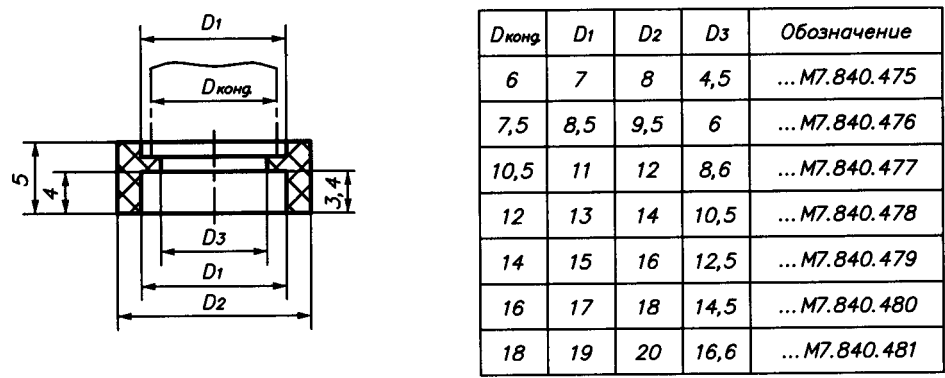 D1
Dконд.
5
4
3,4
D3
D1
D2
Dконд. D1 D2 D3 Обозначение
6 7 8 4,5 ...М7.840.475
7,5 8,5 9,5 6 ...М7.840.476
10,5 11 12 8,6 ...М7.840.477
12 13 14 10,5 ...М7.840.478
14 15 16 12,5 ...М7.840.479
16 17 18 14,5 ...М7.840.480
18 19 20 16,6 ...М7.840.481